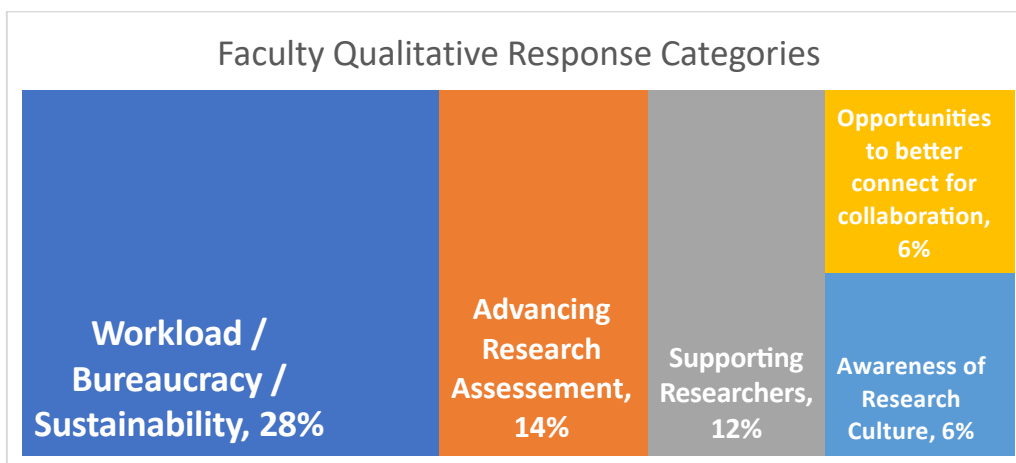 Faculty Qualitative Response Categories
Workload /
Bureaucracy /
Sustainability, 28%
Advancing
Research
Assessement,
14%
Supporting
Researchers,
12%
Opportunities
to better
connect for
collaboration,
6%
Awareness of
Research
Culture, 6%